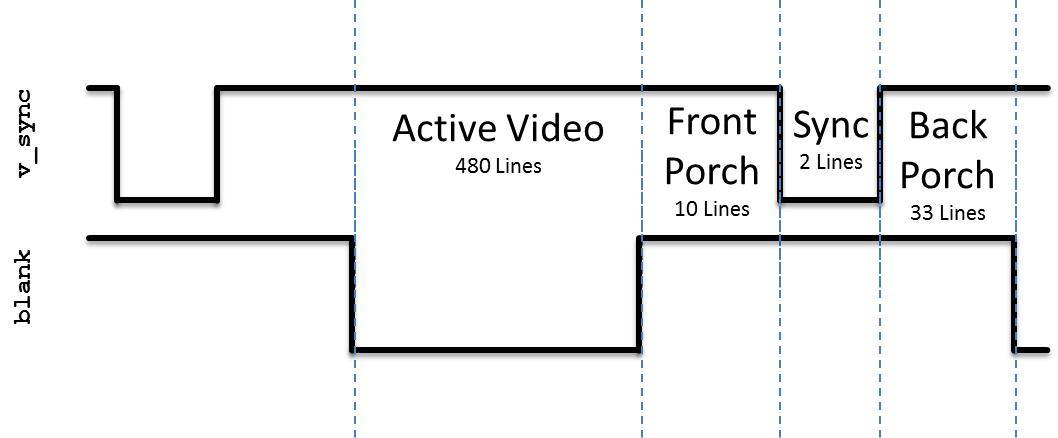 v_sync
Active Video
480 Lines
Front
Porch
10 Lines
Sync
2 Lines
Back
Porch
33 Lines
blank